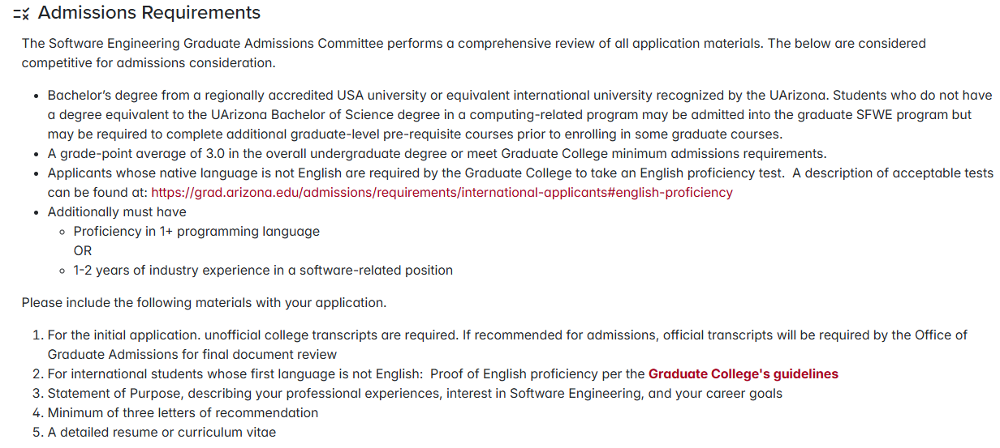 Admissions Requirements
The Software Engineering Graduate Admissions Committee performs a comprehensive review of all application materials. The below are considered
competitive for admissions consideration.
• Bachelor's degree from a regionally accredited USA university or equivalent international university recognized by the UArizona. Students who do not have
a degree equivalent to the UArizona Bachelor of Science degree in a computing-related program may be admitted into the graduate SFWE program but
may be required to complete additional graduate-level pre-requisite courses prior to enrolling in some graduate courses.
• A grade-point average of 3.0 in the overall undergraduate degree or meet Graduate College minimum admissions requirements.
• Applicants whose native language is not English are required by the Graduate College to take an English proficiency test.  A description of acceptable tests
can be found at: https://grad.arizona.edu/admissions/requirements/international-applicants#english-proficiency
• Additionally must have
◦ Proficiency in 1+ programming language
OR
◦ 1-2 years of industry experience in a software-related position
Please include the following materials with your application.
1. For the initial application. unofficial college transcripts are required. If recommended for admissions, official transcripts will be required by the Office of
Graduate Admissions for final document review
2. For international students whose first language is not English:  Proof of English proficiency per the Graduate College's guidelines
3. Statement of Purpose, describing your professional experiences, interest in Software Engineering, and your career goals
4. Minimum of three letters of recommendation
5. A detailed resume or curriculum vitae